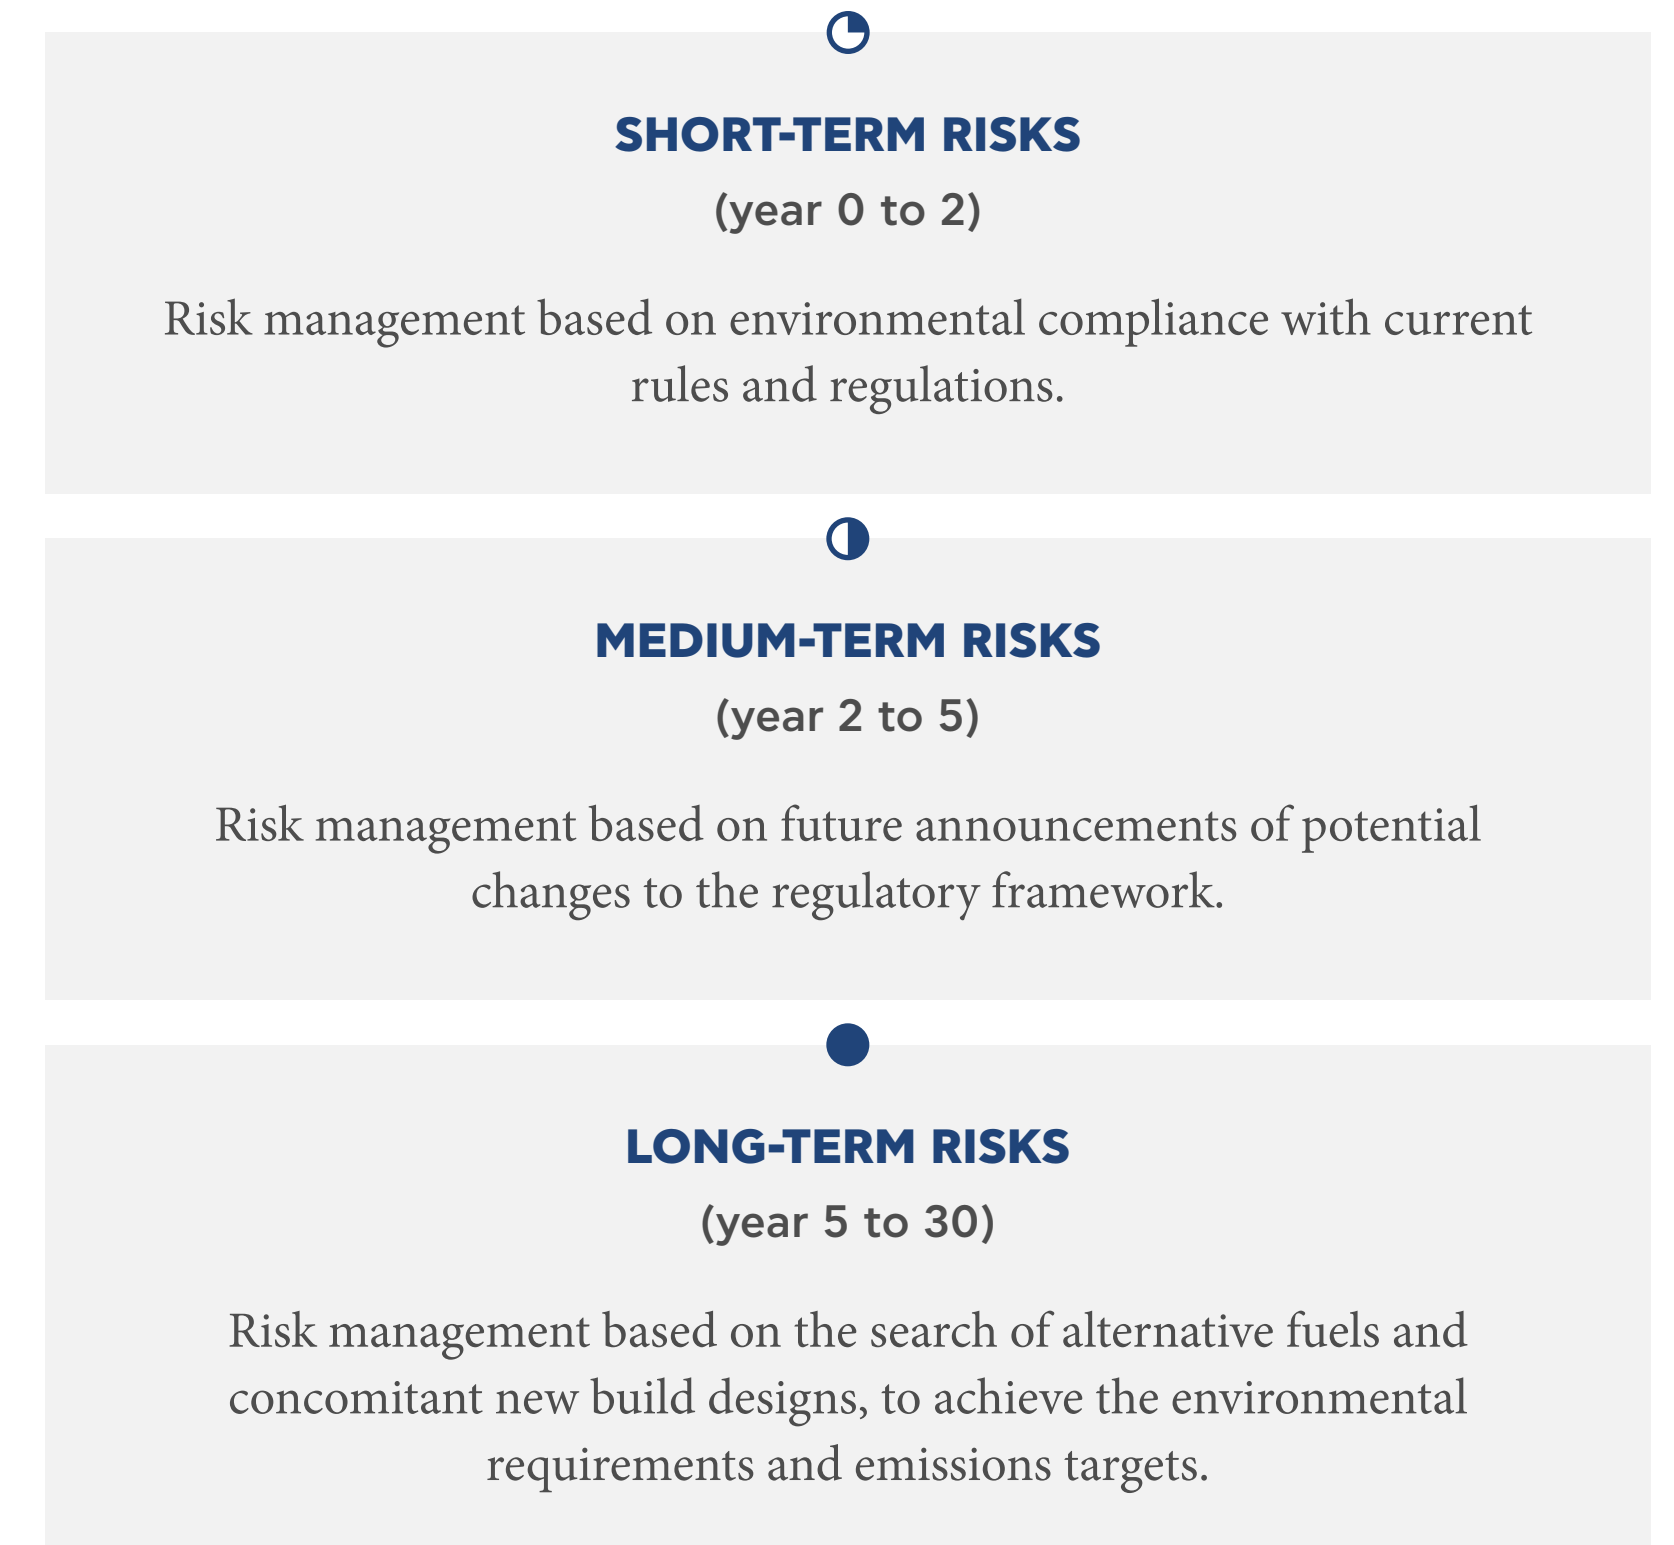 SHORT-TERM RISKS
(year 0 to 2)
Risk management based on environmental compliance with current
rules and regulations.
MEDIUM-TERM RISKS
(year 2 to 5)
Risk management based on future announcements of potential
changes to the regulatory framework.
LONG-TERM RISKS
(year 5 to 30)
Risk management based on the search of alternative fuels and
concomitant new build designs, to achieve the environmental
requirements and emissions targets.